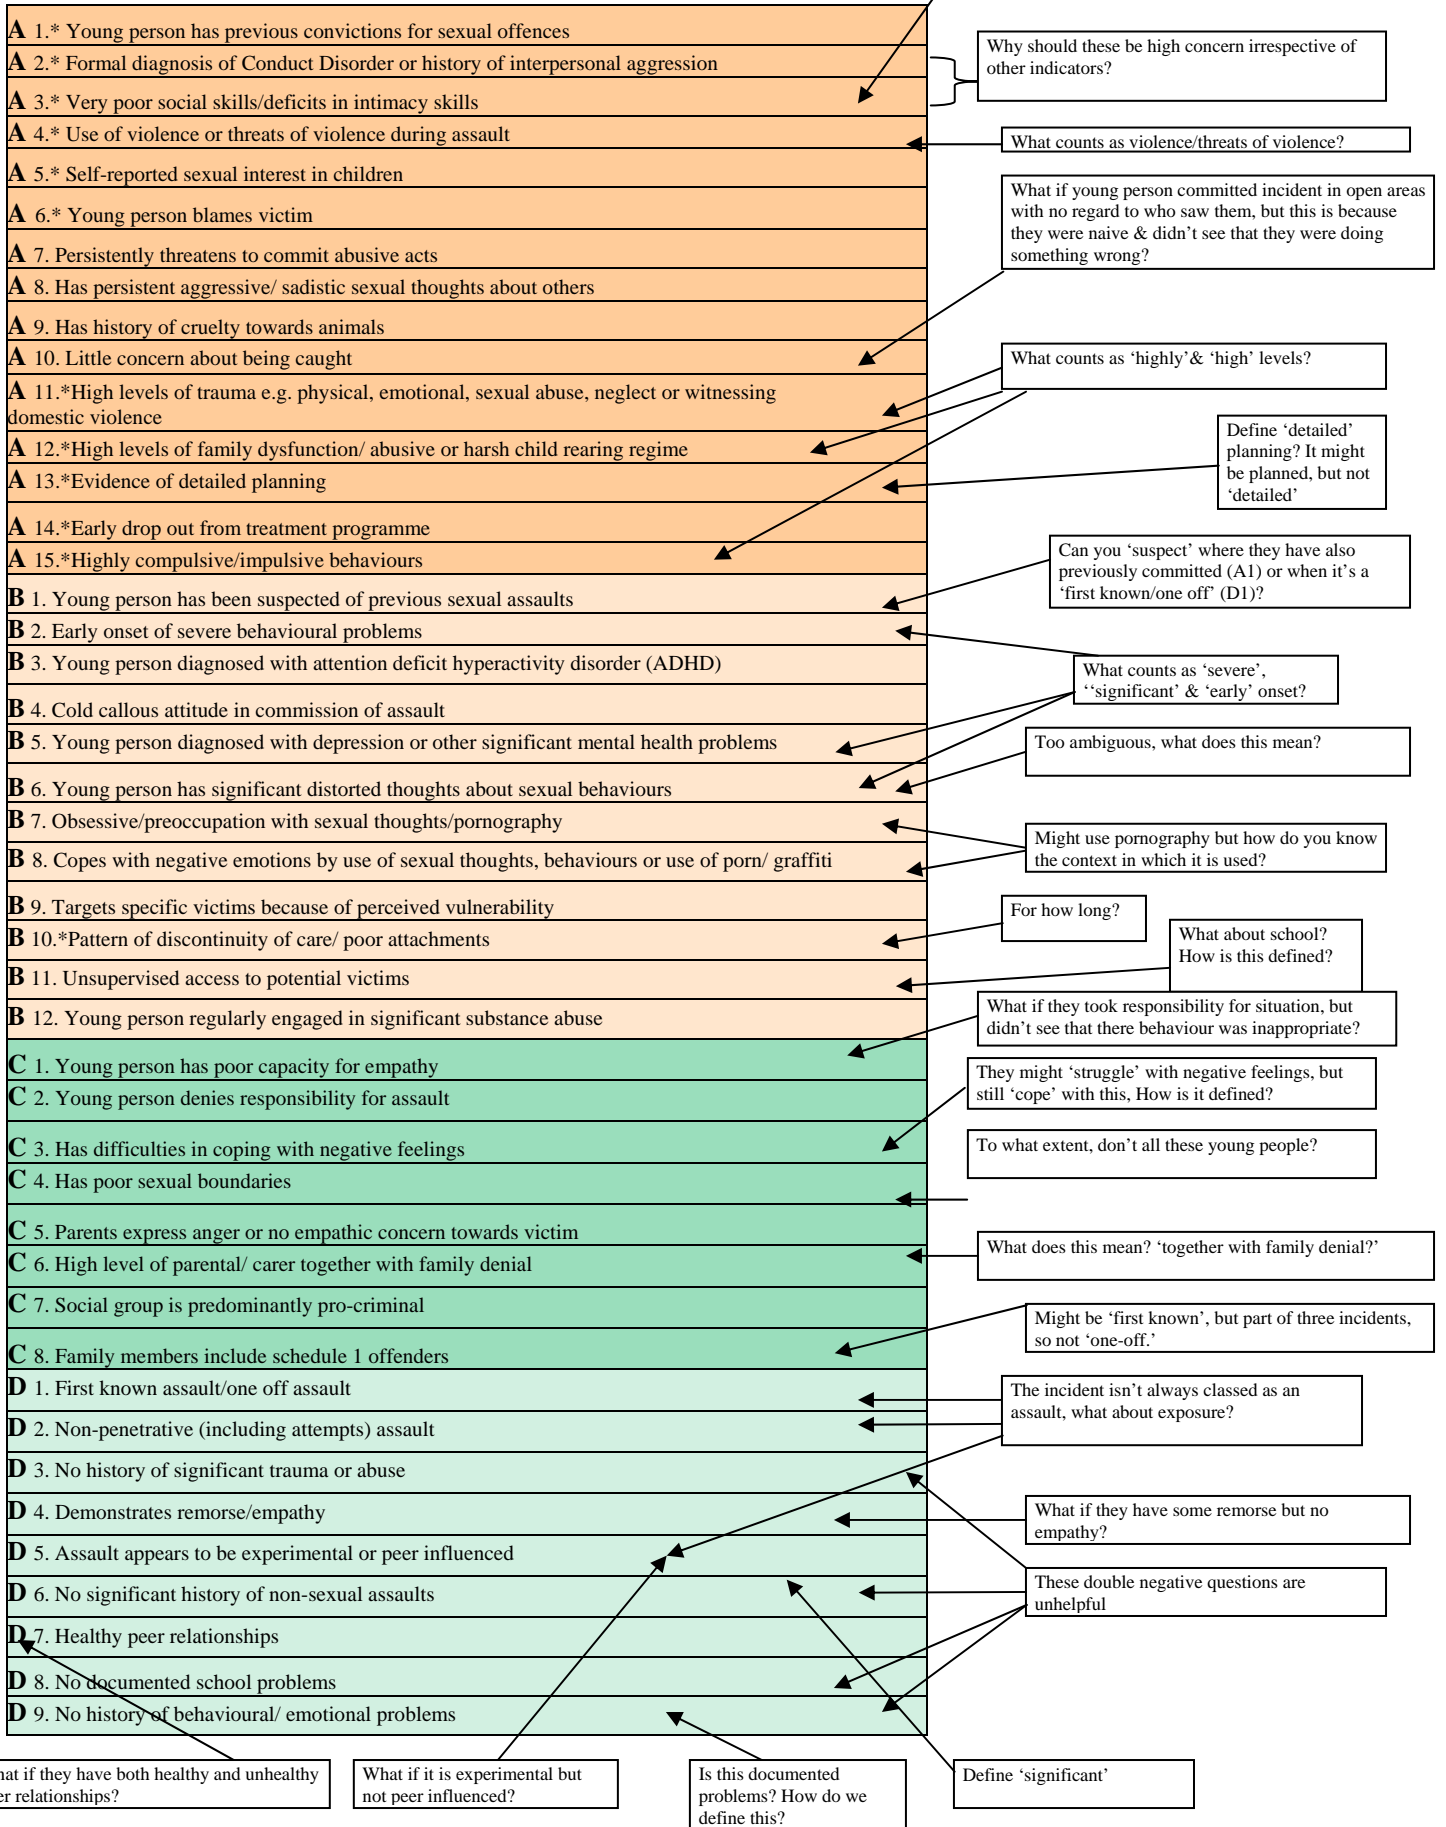 A 1.* Young person has previous convictions for sexual offences
A 2.* Formal diagnosis of Conduct Disorder or history of interpersonal aggression
A 3.* Very poor social skills/deficits in intimacy skills
A 4.* Use of violence or threats of violence during assault
A 5.* Self-reported sexual interest in children
A 6.* Young person blames victim
A 7. Persistently threatens to commit abusive acts
A 8. Has persistent aggressive/ sadistic sexual thoughts about others
A 9. Has history of cruelty towards animals
A 10. Little concern about being caught
A 11.*High levels of trauma e.g. physical, emotional, sexual abuse, neglect or witnessing
domestic violence
A 12.*High levels of family dysfunction/ abusive or harsh child rearing regime
A 13.*Evidence of detailed planning
A 14.*Early drop out from treatment programme
A 15.*Highly compulsive/impulsive behaviours
B 1. Young person has been suspected of previous sexual assaults
B 2. Early onset of severe behavioural problems
B 3. Young person diagnosed with attention deficit hyperactivity disorder (ADHD)
B 4. Cold callous attitude in commission of assault
B 5. Young person diagnosed with depression or other significant mental health problems
B 6. Young person has significant distorted thoughts about sexual behaviours
B 7. Obsessive/preoccupation with sexual thoughts/pornography
B 8. Copes with negative emotions by use of sexual thoughts, behaviours or use of porn/ graffiti
B 9. Targets specific victims because of perceived vulnerability
B 10.*Pattern of discontinuity of care/ poor attachments
B 11. Unsupervised access to potential victims
B 12. Young person regularly engaged in significant substance abuse
C 1. Young person has poor capacity for empathy
C 2. Young person denies responsibility for assault
C 3. Has difficulties in coping with negative feelings
C 4. Has poor sexual boundaries
C 5. Parents express anger or no empathic concern towards victim
C 6. High level of parental/ carer together with family denial
C 7. Social group is predominantly pro-criminal
C 8. Family members include schedule 1 offenders
D 1. First known assault/one off assault
D 2. Non-penetrative (including attempts) assault
D 3. No history of significant trauma or abuse
D 4. Demonstrates remorse/empathy
D 5. Assault appears to be experimental or peer influenced
D 6. No significant history of non-sexual assaults
D 7. Healthy peer relationships
D 8. No documented school problems
D 9. No history of behavioural/ emotional problems
Why should these be high concern irrespective of
other indicators?
What counts as violence/threats of violence?
What if young person committed incident in open areas
with no regard to who saw them, but this is because
they were naive & didn't see that they were doing
something wrong?
What counts as ‘highly’& ‘high’ levels?
Define ‘detailed’
planning? It might
be planned, but not
‘detailed’
Can you ‘suspect’ where they have also
previously committed (A1) or when it's a
‘first known/one off’ (D1)?
What counts as ‘severe’,
‘‘significant’ & ‘early’ onset?
Too ambiguous, what does this mean?
Might use pornography but how do you know
the context in which it is used?
For how long?
What about school?
How is this defined?
What if they took responsibility for situation, but
didn't see that there behaviour was inappropriate?
They might ‘struggle’ with negative feelings, but
still ‘cope’ with this, How is it defined?
To what extent, don't all these young people?
What does this mean? ‘together with family denial?’
Might be ‘first known’, but part of three incidents,
so not ‘one-off.’
The incident isn't always classed as an
assault, what about exposure?
What if they have some remorse but no
empathy?
These double negative questions are
unhelpful
if they have both healthy and unhealthy
relationships?
What if it is experimental but
not peer influenced?
Is this documented
problems? How do we
define this?
Define ‘significant’